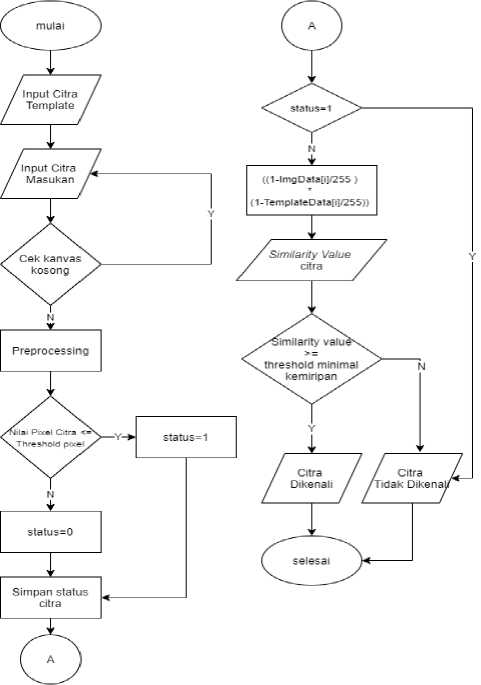 mulai
Input Citra
Template
Input Citra
Masukan
Y
Cek kanvas
kosong
N
Preprocessing
Nilai Pixel Citra <=
Threshold pixel
Y
status=1
N
status=0
Simpan status
citra
A
A
status=1
N
((1-ImgData[i]/255 )
*
(1-TemplateData[i]/255))
Y
Similarity Value
citra
Similarity value
>=
threshold minimal
kemiripan
N
Y
Citra
Dikenali
Citra
Tidak Dikenali
selesai